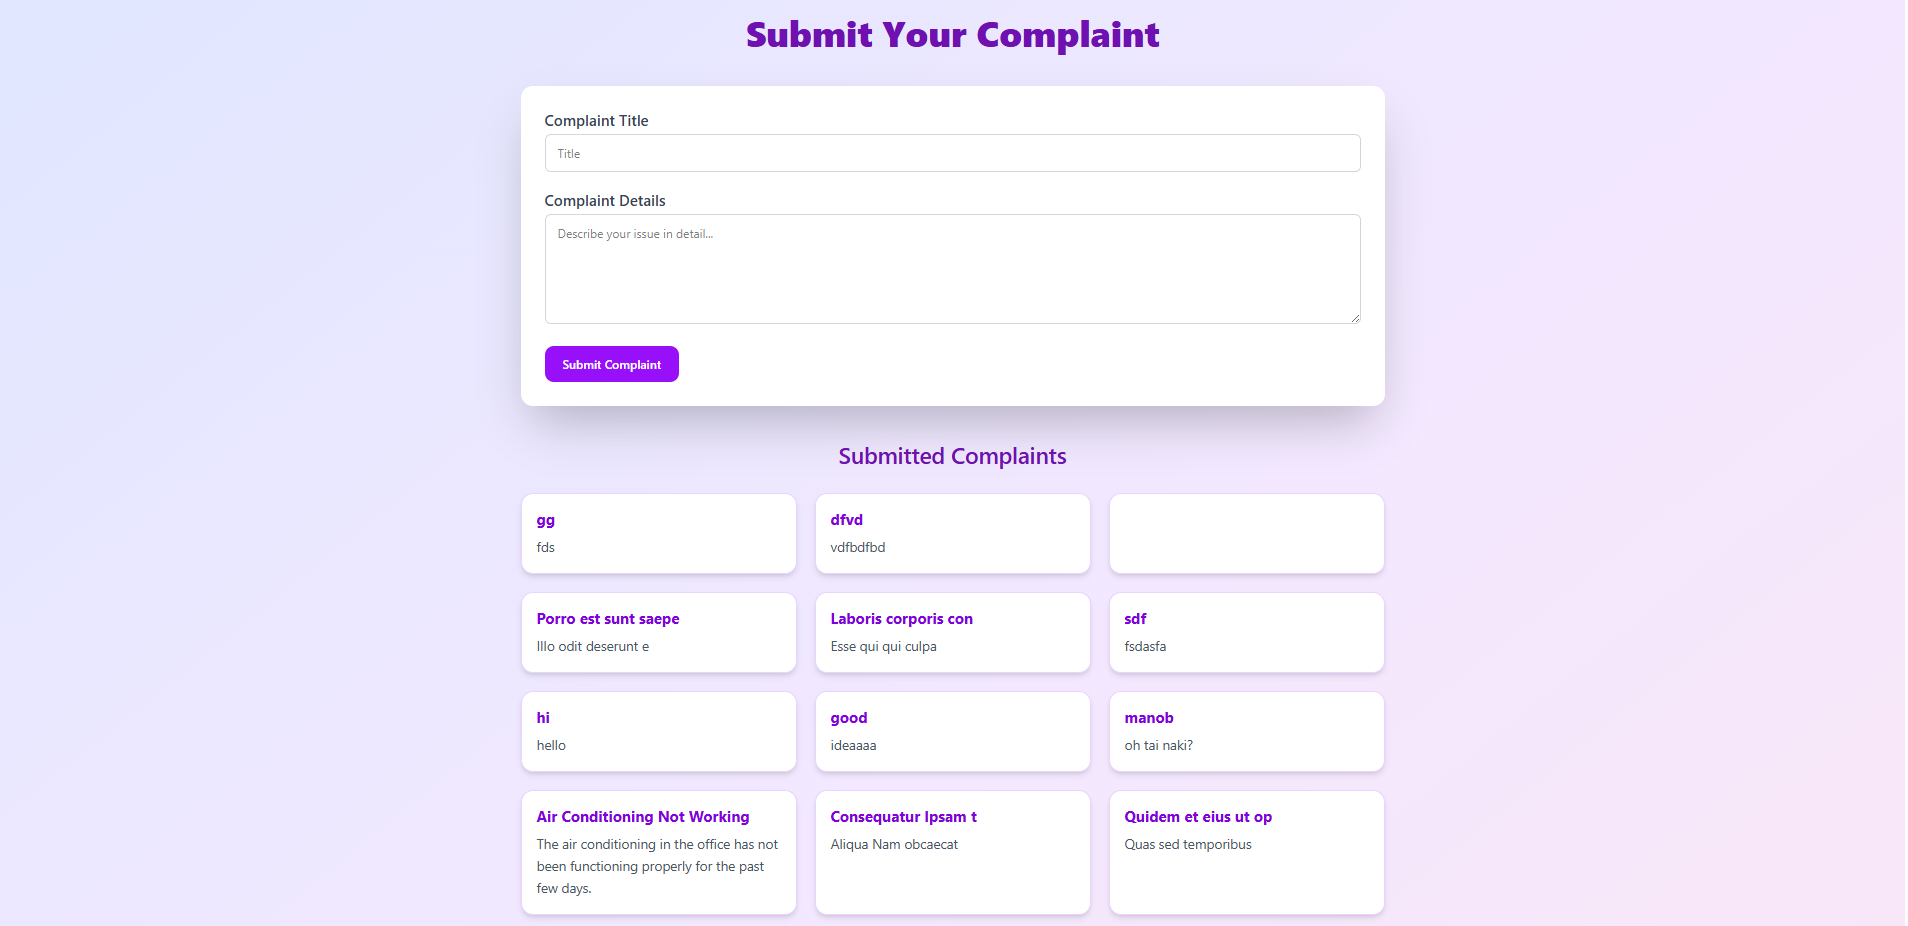 Submit Your Complaint
Complaint Title
Title
Complaint Details
Describe your issue in detail...
Submit Complaint
Submitted Complaints
gg
fds
dfvd
vdfbdfbd
Porro est sunt saepe
Illo odit deserunt e
Laboris corporis con
Esse qui qui culpa
sdf
fsdasfa
hi
hello
good
ideaaaa
manob
oh tai naki?
Air Conditioning Not Working
The air conditioning in the office has not
been functioning properly for the past
few days.
Consequatur Ipsam t
Aliqua Nam obcaecat
Quidem et eius ut op
Quas sed temporibus